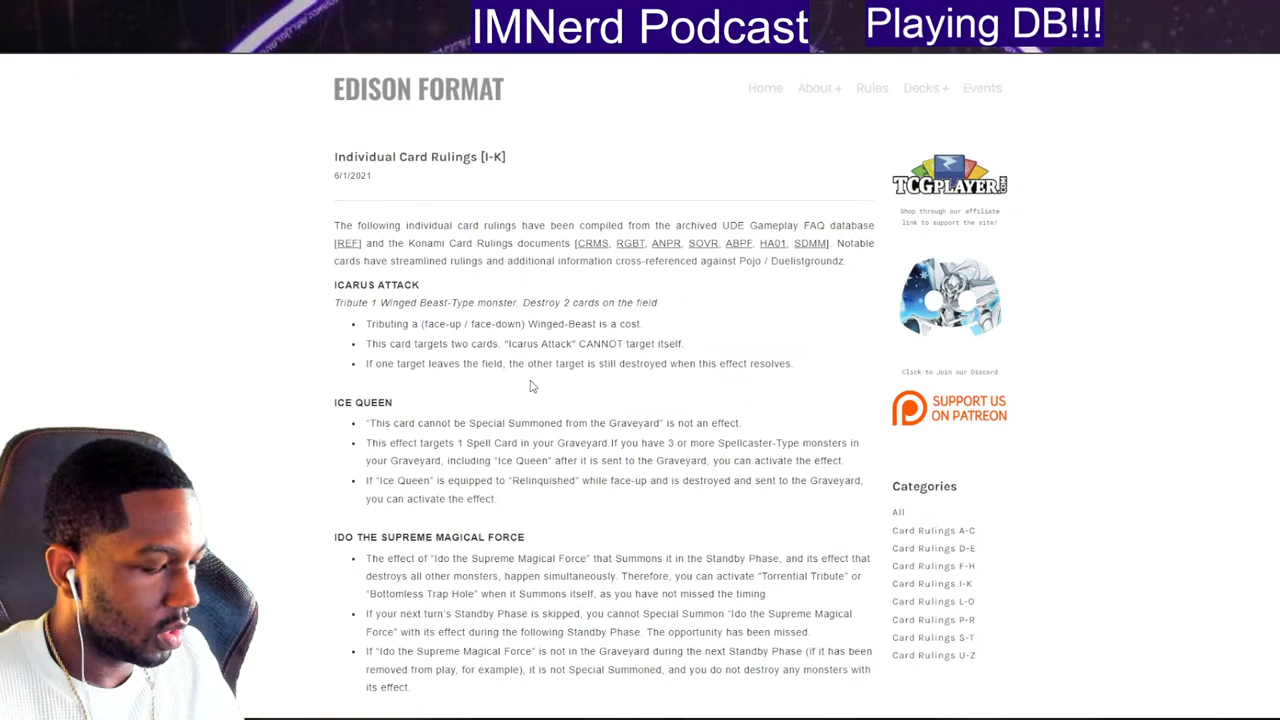 IMNerd Podcast
Playing DB!!!
EDISON FORMAT
Home
About +
Rules
Decks +
Events
Individual Card Rulings [I-K]
6/1/2021
The following individual card rulings have been compiled from the archived UDE Gameplay FAQ database
[REF] and the Konami Card Rulings documents [CRMS, RGBT, ANPR, SOVR, ABPF, HA01, SDMM]. Notable
cards have streamlined rulings and additional information cross-referenced against Pojo / Duelistgroundz.
ICARUS ATTACK
Tribute 1 Winged Beast-Type monster. Destroy 2 cards on the field.
• Tributing a (face-up / face-down) Winged-Beast is a cost.
• This card targets two cards. "Icarus Attack" CANNOT target itself.
• If one target leaves the field, the other target is still destroyed when this effect resolves.
ICE QUEEN
• “This card cannot be Special Summoned from the Graveyard” is not an effect.
• This effect targets 1 Spell Card in your Graveyard.If you have 3 or more Spellcaster-Type monsters in
your Graveyard, including “Ice Queen” after it is sent to the Graveyard, you can activate the effect.
• If “Ice Queen” is equipped to “Relinquished” while face-up and is destroyed and sent to the Graveyard,
you can activate the effect.
IDO THE SUPREME MAGICAL FORCE
• The effect of “Ido the Supreme Magical Force” that Summons it in the Standby Phase, and its effect that
destroys all other monsters, happen simultaneously. Therefore, you can activate “Torrential Tribute” or
“Bottomless Trap Hole” when it Summons itself, as you have not missed the timing.
• If your next turn’s Standby Phase is skipped, you cannot Special Summon “Ido the Supreme Magical
Force” with its effect during the following Standby Phase. The opportunity has been missed.
• If “Ido the Supreme Magical Force” is not in the Graveyard during the next Standby Phase (if it has been
removed from play, for example), it is not Special Summoned, and you do not destroy any monsters with
its effect.
TCGPLAYER.COM
Shop through our affiliate
link to support the site!
Click to Join our Discord
SUPPORT US
ON PATREON
Categories
All
Card Rulings A-C
Card Rulings D-E
Card Rulings F-H
Card Rulings I-K
Card Rulings L-O
Card Rulings P-R
Card Rulings S-T
Card Rulings U-Z